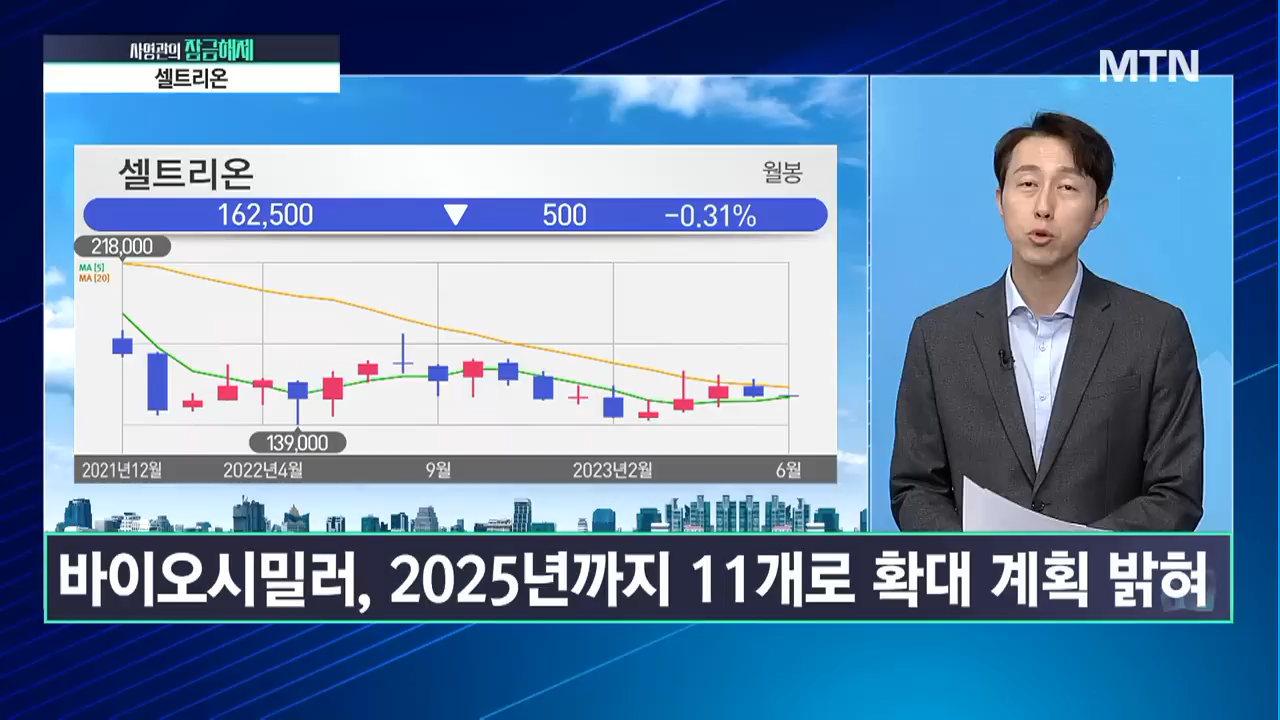 사영관의 잠금해제
셀트리온
MTN
셀트리온
월봉
162,500 ▼ 500 -0.31%
218,000
MA [5]
MA [20]
139,000
2021년12월 2022년4월 9월 2023년2월 6월
바이오시밀러, 2025년까지 11개로 확대 계획 밝혀